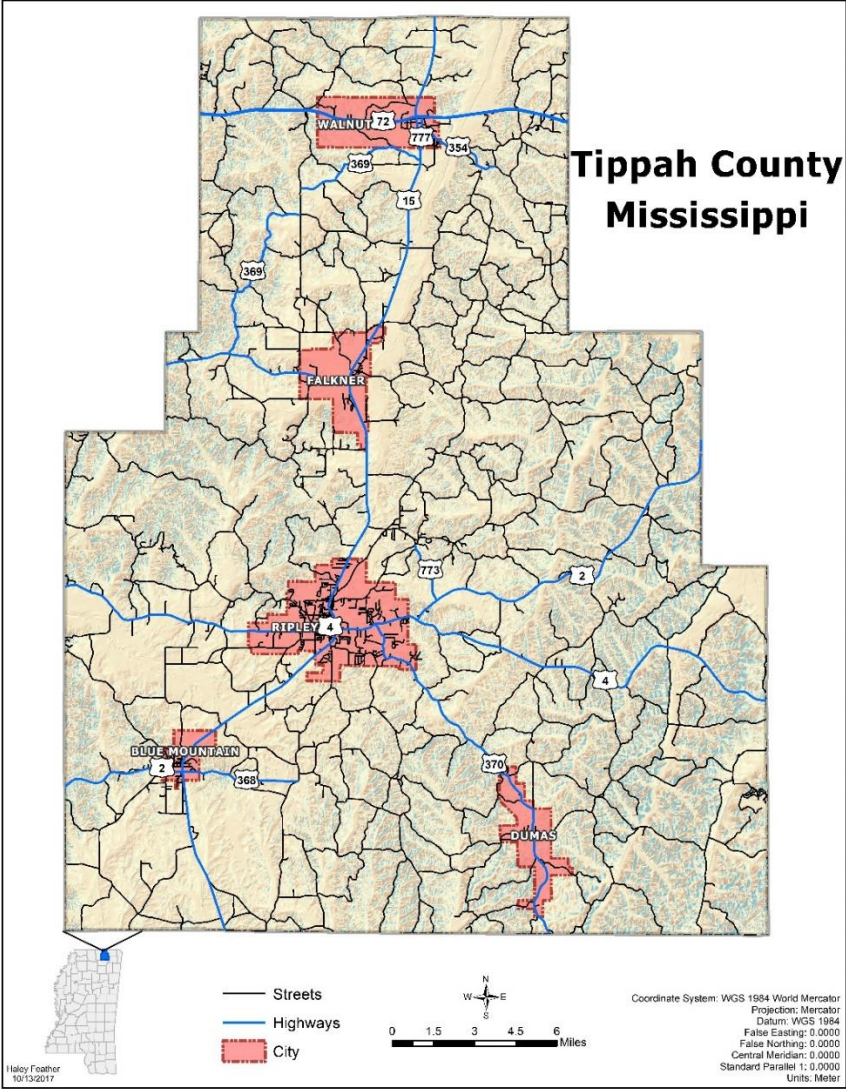 Tippah County
Mississippi
WALNUT
72
777
354
369
15
369
FALKNER
773
2
RIPLEY
4
4
BLUE MOUNTAIN
2
368
370
DUMAS
Streets
Highways
City
N
W E
S
0 1.5 3 4.5 6
Miles
Coordinate System: WGS 1984 World Mercator
Projection: Mercator
Datum: WGS 1984
False Easting: 0.0000
False Northing: 0.0000
Central Meridian: 0.0000
Standard Parallel 1: 0.0000
Units: Meter
Haley Feather
10/13/2017